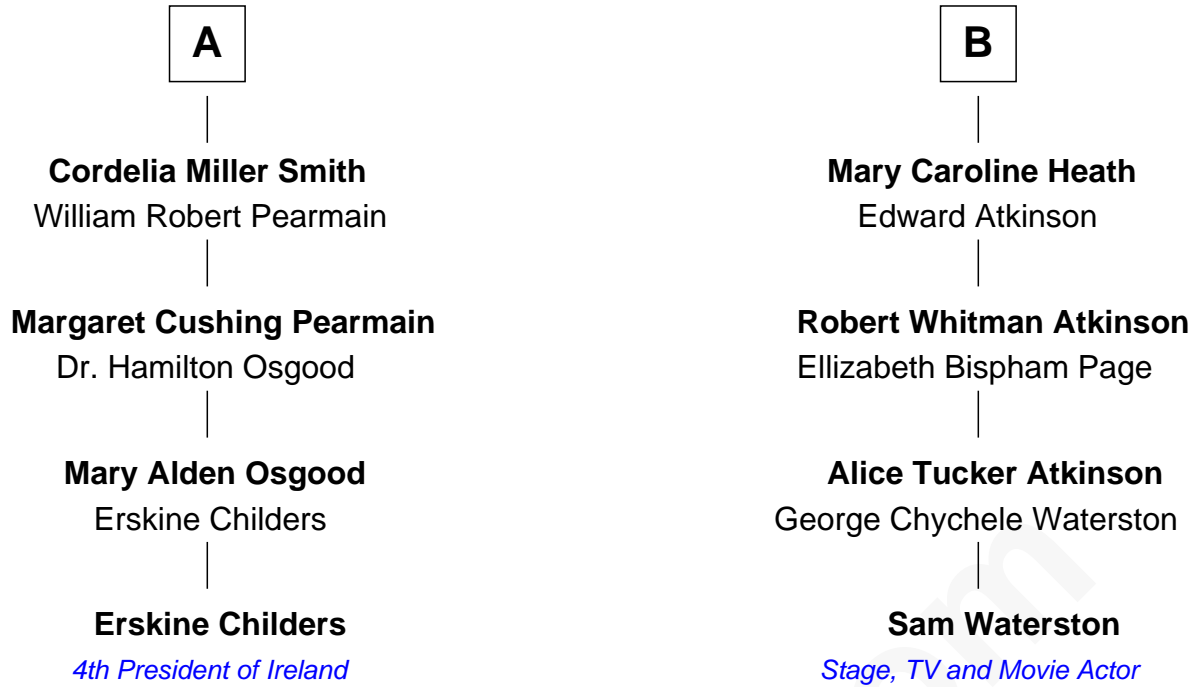 A
Cordelia Miller Smith
William Robert Pearmain
Margaret Cushing Pearmain
Dr. Hamilton Osgood
Mary Alden Osgood
Erskine Childers
Erskine Childers
4th President of Ireland
B
Mary Caroline Heath
Edward Atkinson
Robert Whitman Atkinson
Ellizabeth Bispham Page
Alice Tucker Atkinson
George Chychele Waterston
Sam Waterston
Stage, TV and Movie Actor
om